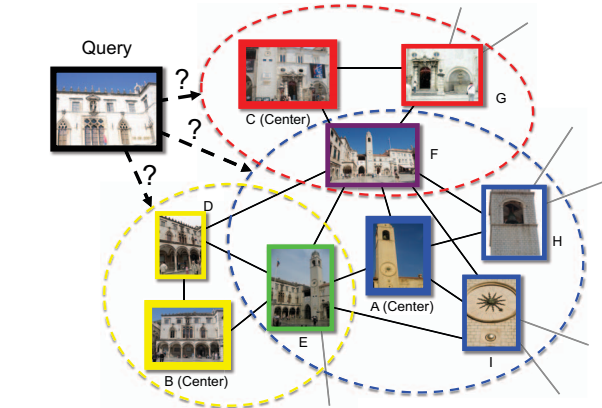 Query
?
?
?
C (Center)
G
F
D
H
A (Center)
E
I
B (Center)